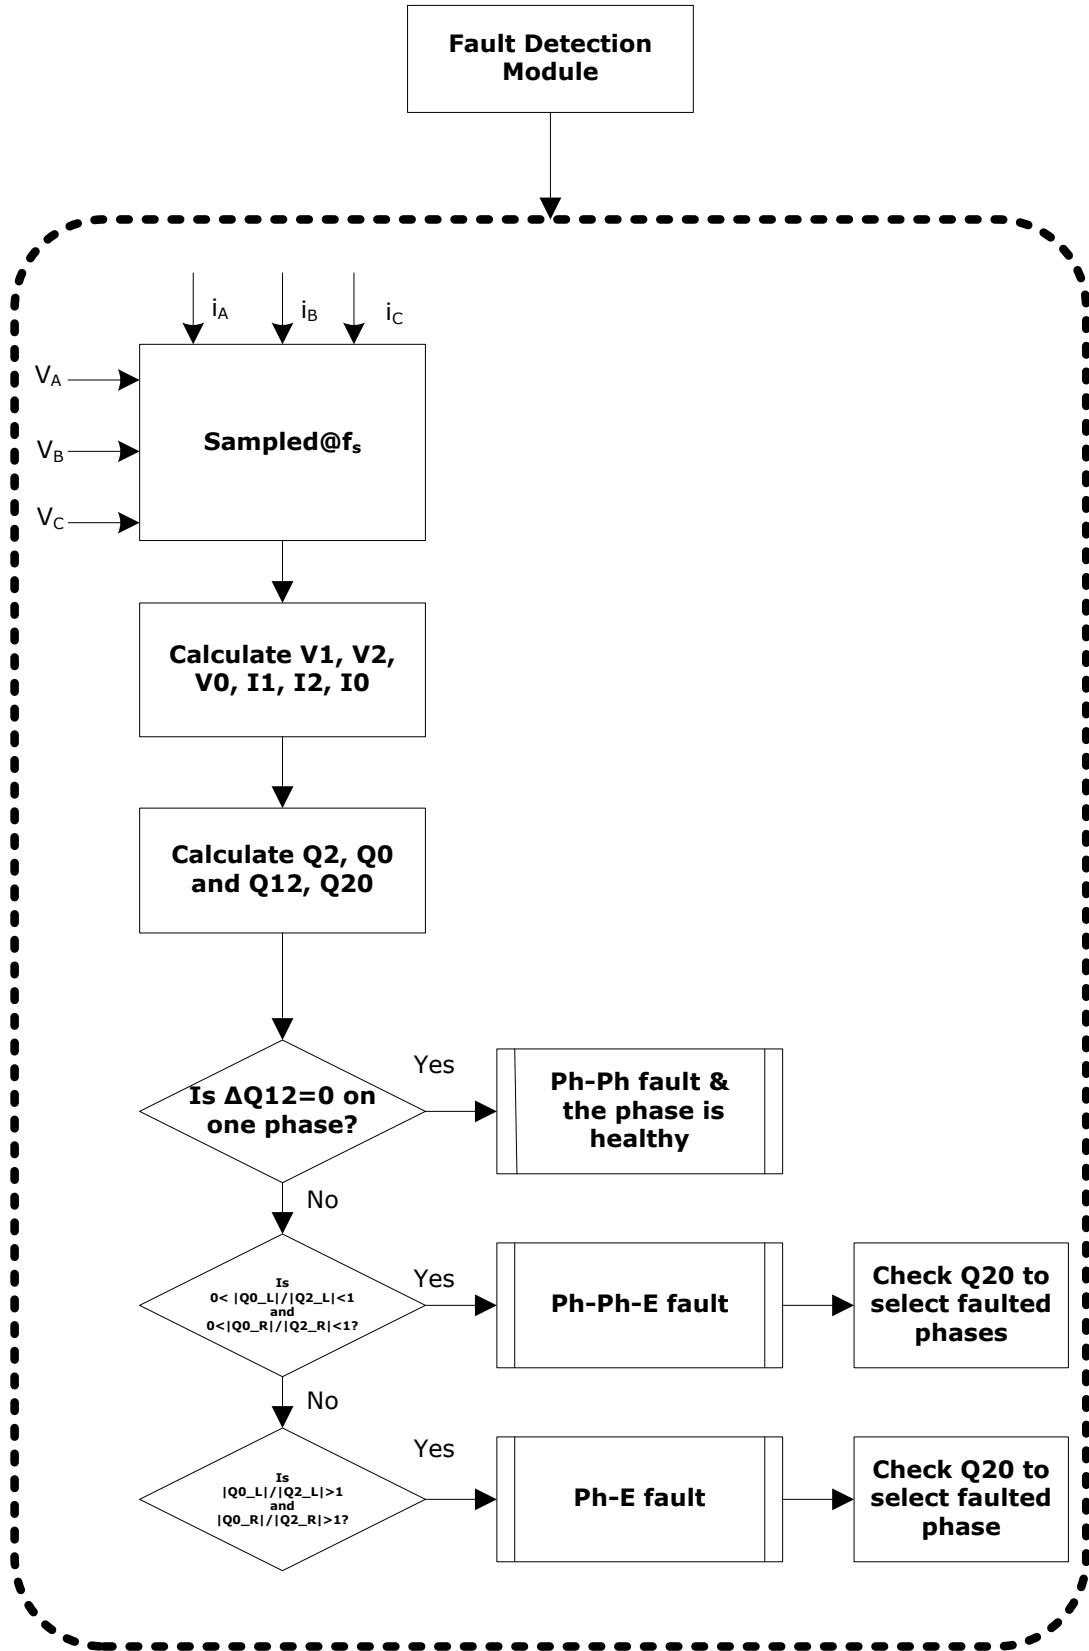 Fault Detection
Module
iA
iB
iC
VA
VB
VC
Sampled@fs
Calculate V1, V2,
V0, I1, I2, I0
Calculate Q2, Q0
and Q12, Q20
Is ΔQ12=0 on
one phase?
Yes
Ph-Ph fault &
the phase is
healthy
No
Is
0< |Q0_L|/|Q2_L|<1
and
0<|Q0_R|/|Q2_R|<1?
Yes
Ph-Ph-E fault
Check Q20 to
select faulted
phases
No
Is
|Q0_L|/|Q2_L|>1
and
|Q0_R|/|Q2_R|>1?
Yes
Ph-E fault
Check Q20 to
select faulted
phase